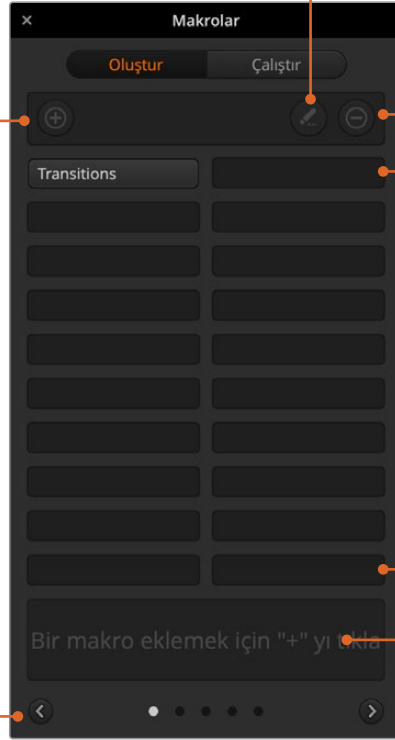 Makrolar
Oluştur Çalıştır
Transitions
Bir makro eklemek için "+" yı tıkla